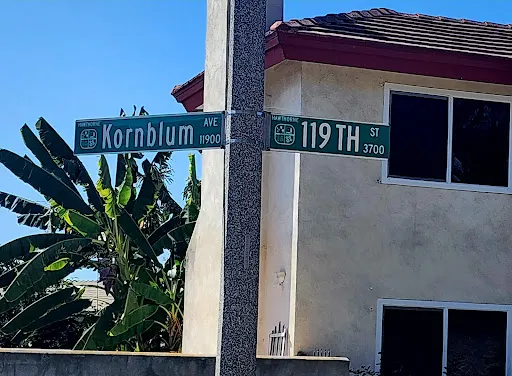 HAWTHORNE
Kornblum AVE
11900
HAWTHORNE
119 TH ST
3700